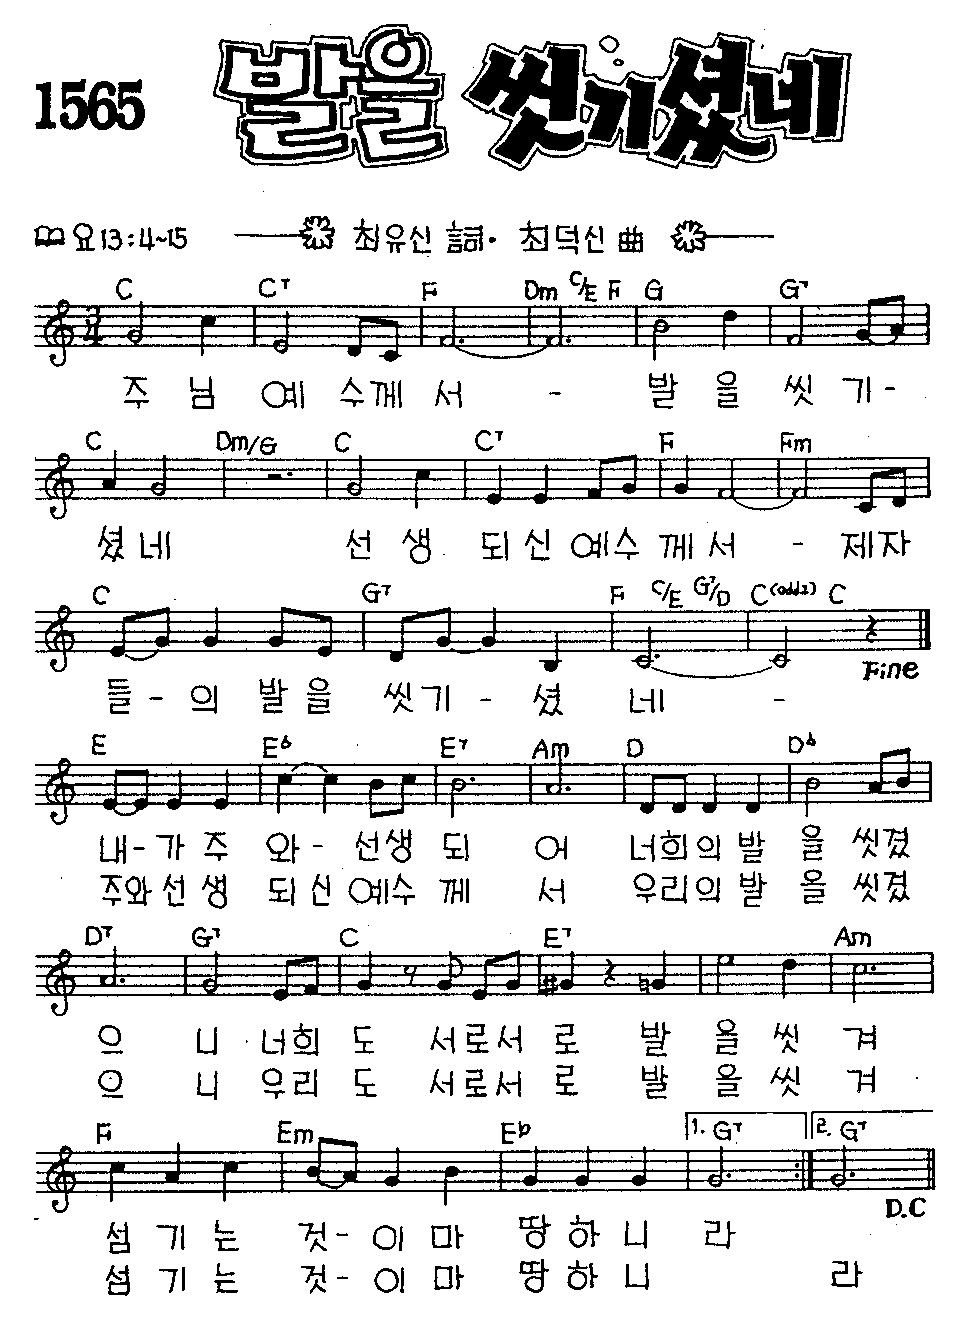 1565
발을 씻기셨네
요 13:4~15 최유신 詞· 최덕신 曲
C C7 F Dm C/E F G G7
주 님 예 수께 서 - 발 을 씻 기-
C Dm/G C C7 F Fm
셨 네 선 생 되 신 예 수 께 서 - 제자
C G7 F C/E G7/D C(add2) C
Fine
들-의 발 을 씻 기 - 셨 네 -
E E♭ E7 Am D D♭
내-가 주 와- 선생 되 어 너희의 발 을 씻겼
주와 선 생 되 신 예수 께 서 우리의 발 을 씻겼
D7 G7 C E7 Am
으 니 너희 도 서로서 로 발 을 씻 겨
으 니 우리 도 서로서 로 발 을 씻 겨
F Em E♭ 1. G7 2. G7
D.C
섬 기 는 것- 이 마 땅 하 니 라
섬 기 는 것- 이 마 땅 하 니 라